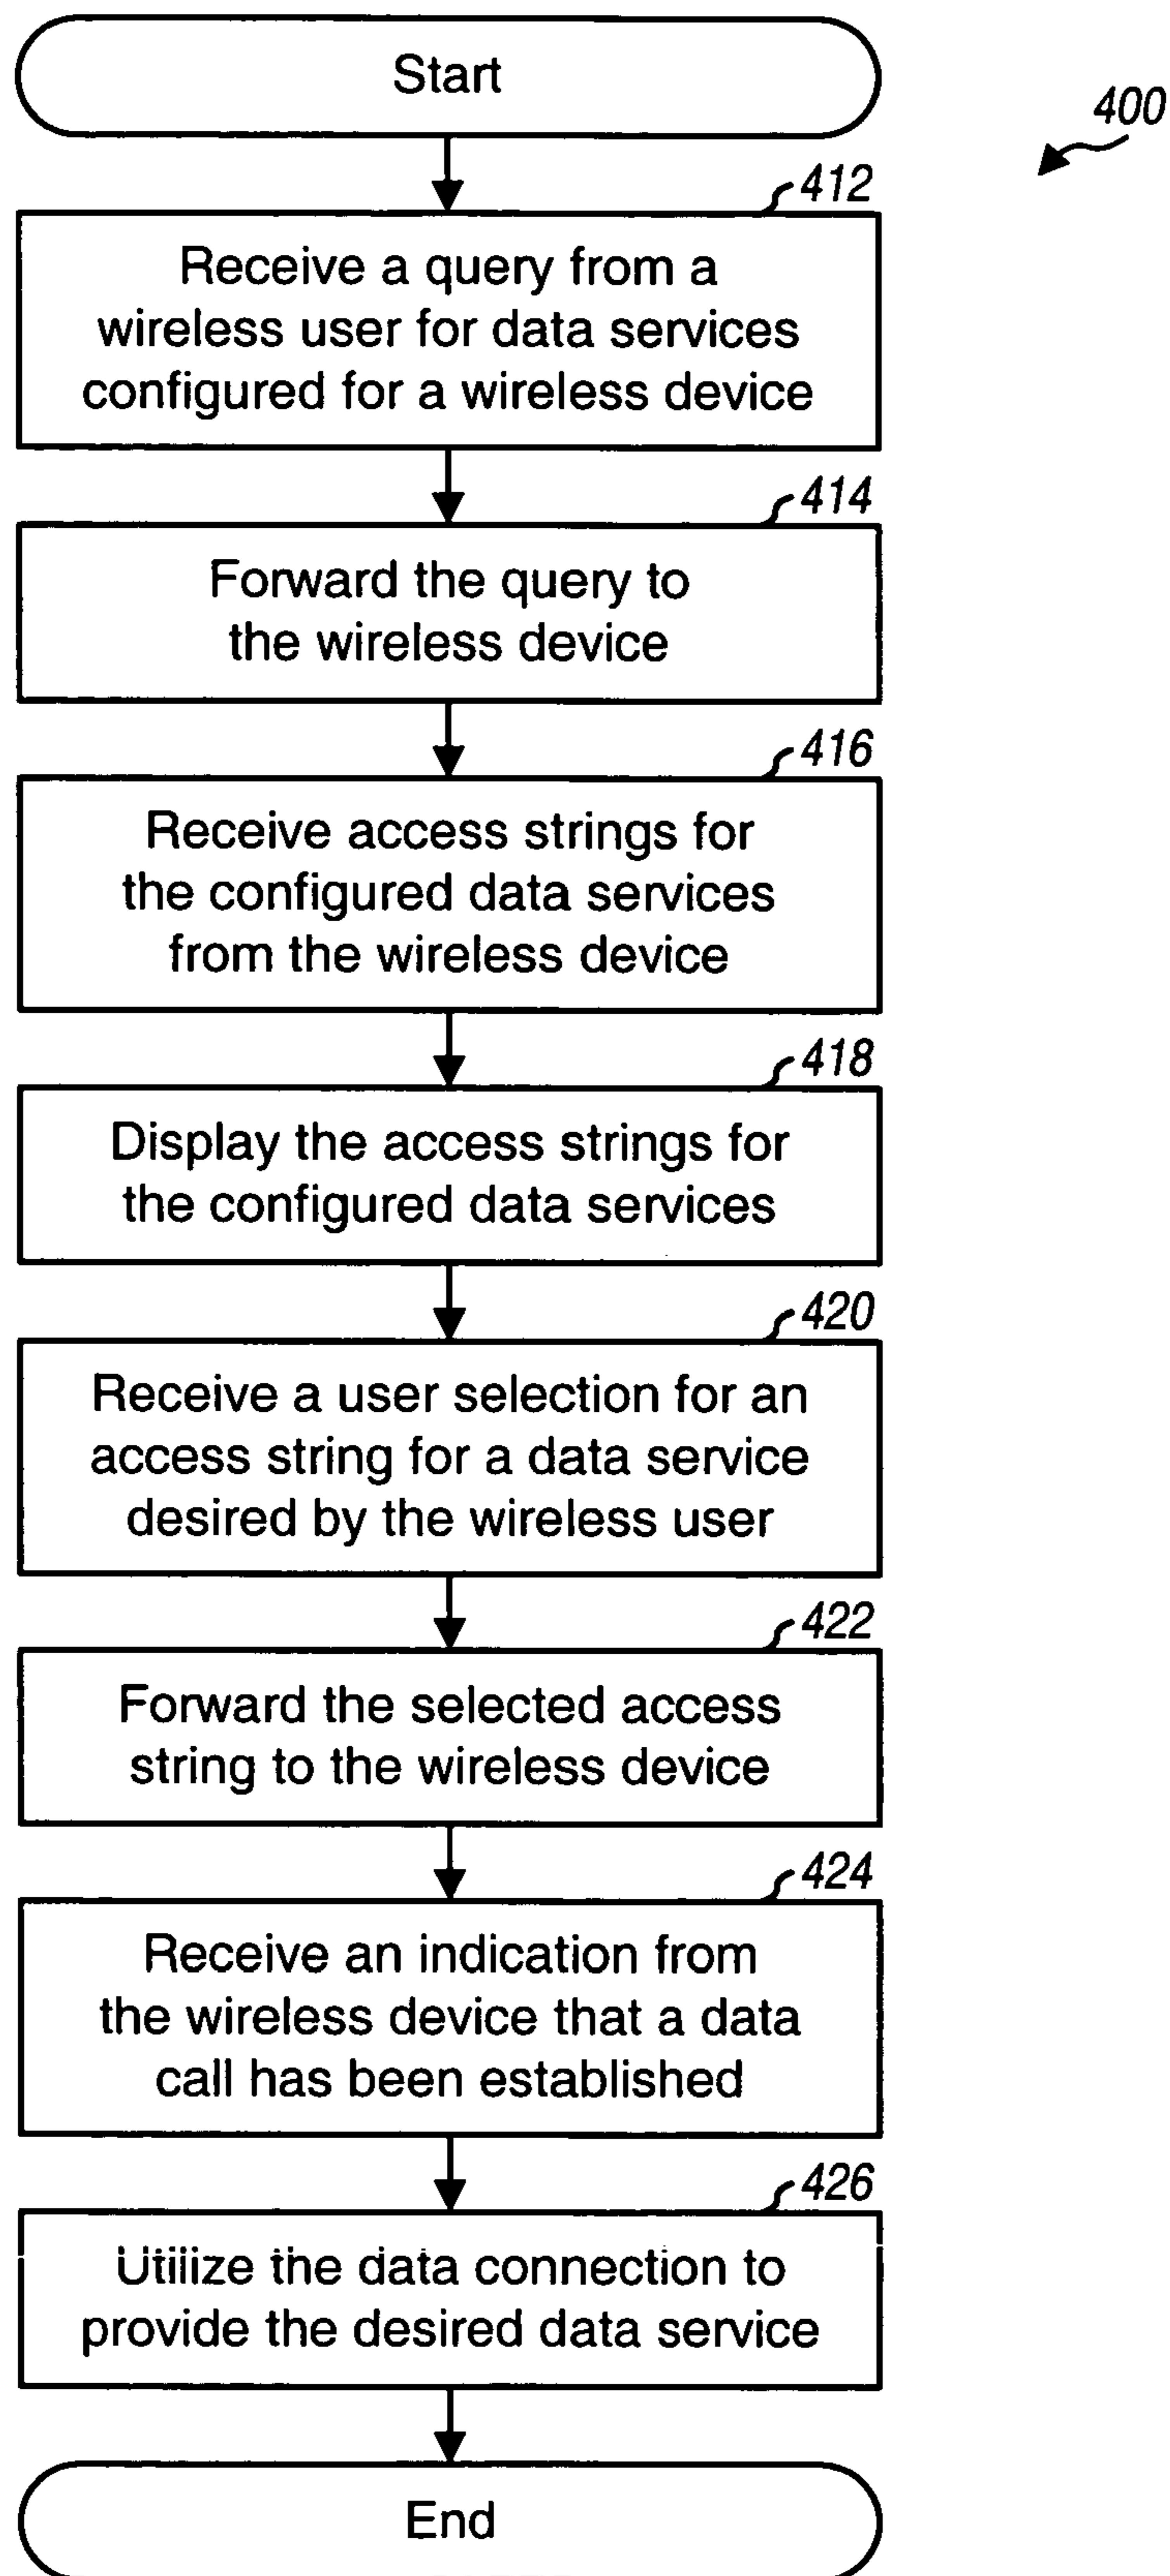 Start
400
412
Receive a query from a
wireless user for data services
configured for a wireless device
414
Forward the query to
the wireless device
416
Receive access strings for
the configured data services
from the wireless device
418
Display the access strings for
the configured data services
420
Receive a user selection for an
access string for a data service
desired by the wireless user
422
Forward the selected access
string to the wireless device
424
Receive an indication from
the wireless device that a data
call has been established
426
Utilize the data connection to
provide the desired data service
End